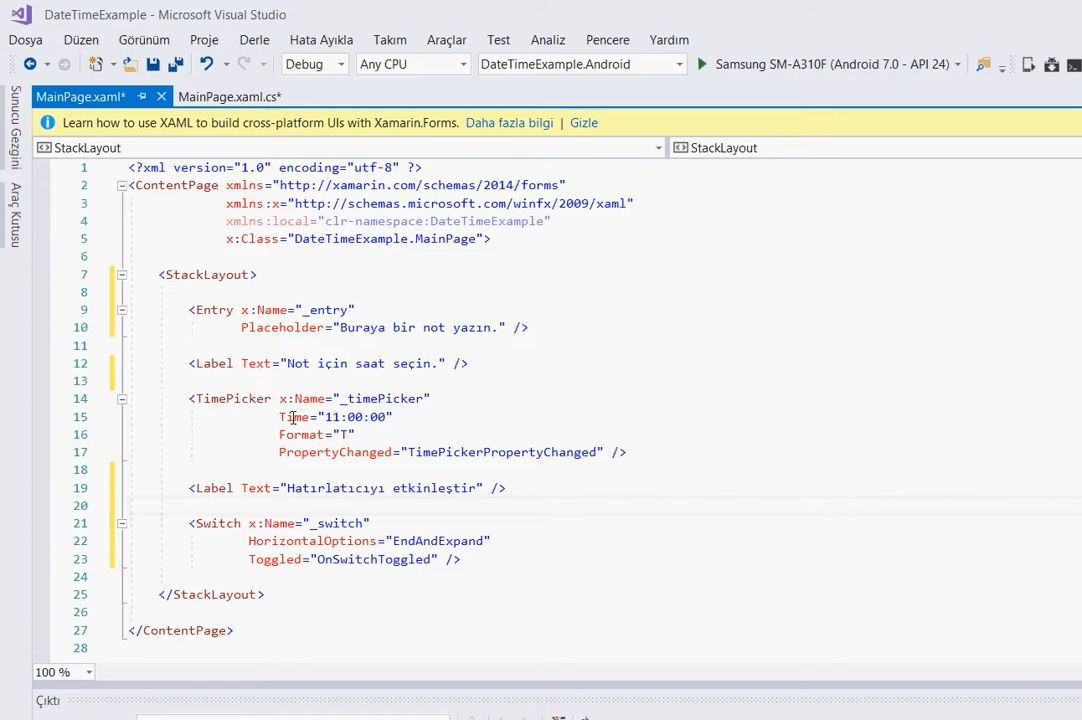 DateTimeExample - Microsoft Visual Studio
Dosya Düzen Görünüm Proje Derle Hata Ayıkla Takım Araçlar Test Analiz Pencere Yardım
Debug Any CPU DateTimeExample.Android Samsung SM-A310F (Android 7.0 - API 24)
Sunucu Gezgini
Araç Kutusu
MainPage.xaml* MainPage.xaml.cs*
Learn how to use XAML to build cross-platform UIs with Xamarin.Forms. Daha fazla bilgi | Gizle
StackLayout StackLayout
1 <?xml version="1.0" encoding="utf-8" ?>
2 <ContentPage xmlns="http://xamarin.com/schemas/2014/forms"
3 xmlns:x="http://schemas.microsoft.com/winfx/2009/xaml"
4 xmlns:local="clr-namespace:DateTimeExample"
5 x:Class="DateTimeExample.MainPage">
6
7 <StackLayout>
8
9 <Entry x:Name="_entry"
10 Placeholder="Buraya bir not yazın." />
11
12 <Label Text="Not için saat seçin." />
13
14 <TimePicker x:Name="_timePicker"
15 Time="11:00:00"
16 Format="T"
17 PropertyChanged="TimePickerPropertyChanged" />
18
19 <Label Text="Hatırlatıcıyı etkinleştir" />
20
21 <Switch x:Name="_switch"
22 HorizontalOptions="EndAndExpand"
23 Toggled="OnSwitchToggled" />
24
25 </StackLayout>
26
27 </ContentPage>
28
100 %
Çıktı